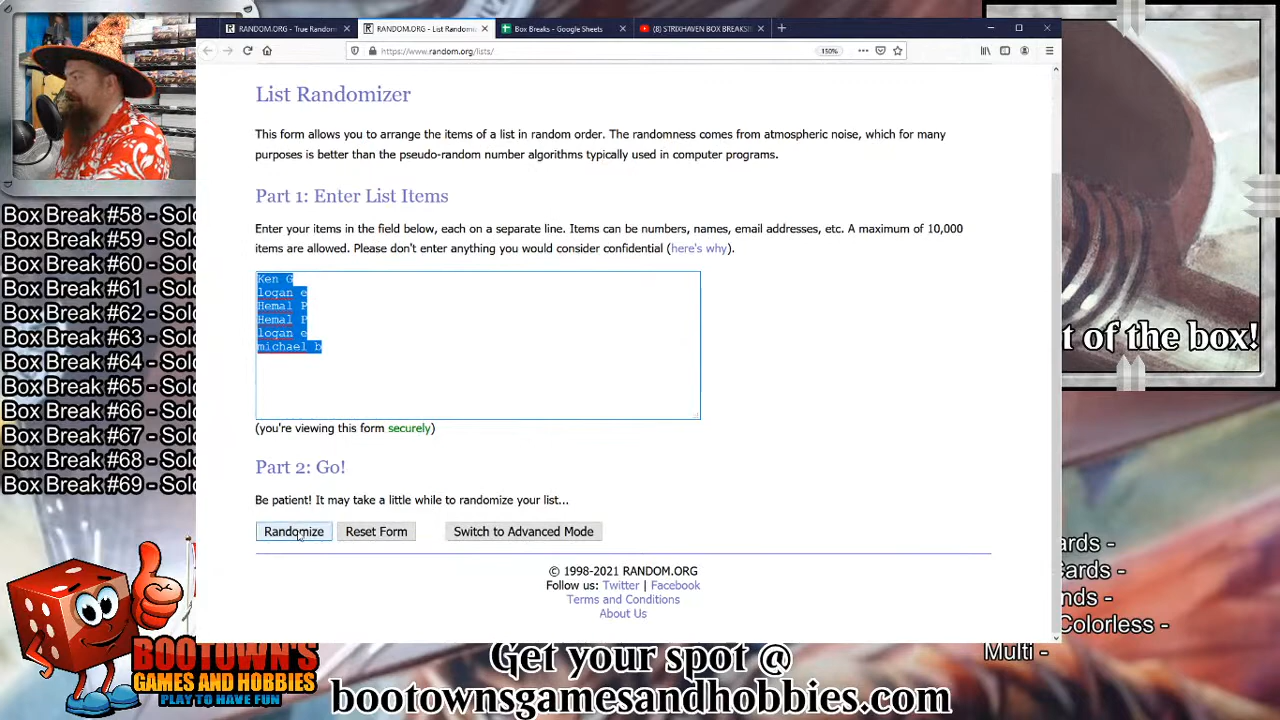 RANDOM.ORG - True Random
RANDOM.ORG - List Randomi
Box Breaks - Google Sheets
(8) STRIXHAVEN BOX BREAKS!
https://www.random.org/lists/
150%
List Randomizer
This form allows you to arrange the items of a list in random order. The randomness comes from atmospheric noise, which for many
purposes is better than the pseudo-random number algorithms typically used in computer programs.
Part 1: Enter List Items
Enter your items in the field below, each on a separate line. Items can be numbers, names, email addresses, etc. A maximum of 10,000
items are allowed. Please don't enter anything you would consider confidential (here's why).
Ken G
logan e
Hemal P
Hemal P
logan e
michael b
(you're viewing this form securely)
Part 2: Go!
Be patient! It may take a little while to randomize your list...
Randomize
Reset Form
Switch to Advanced Mode
© 1998-2021 RANDOM.ORG
Follow us: Twitter | Facebook
Terms and Conditions
About Us
Box Break #58 - Sol
Box Break #59 - Sol
Box Break #60 - Sol
Box Break #61 - Sol
Box Break #62 - Sol
Box Break #63 - Sol
Box Break #64 - Sol
Box Break #65 - Sol
Box Break #66 - Sol
Box Break #67 - Sol
Box Break #68 - Sol
Box Break #69 - Sol
t of the box!
ards -
ards -
nds -
Colorless -
Multi -
BOOTOWN'S
GAMES AND HOBBIES
PLAY TO HAVE FUN
Get your spot @
bootownsgamesandhobbies.com